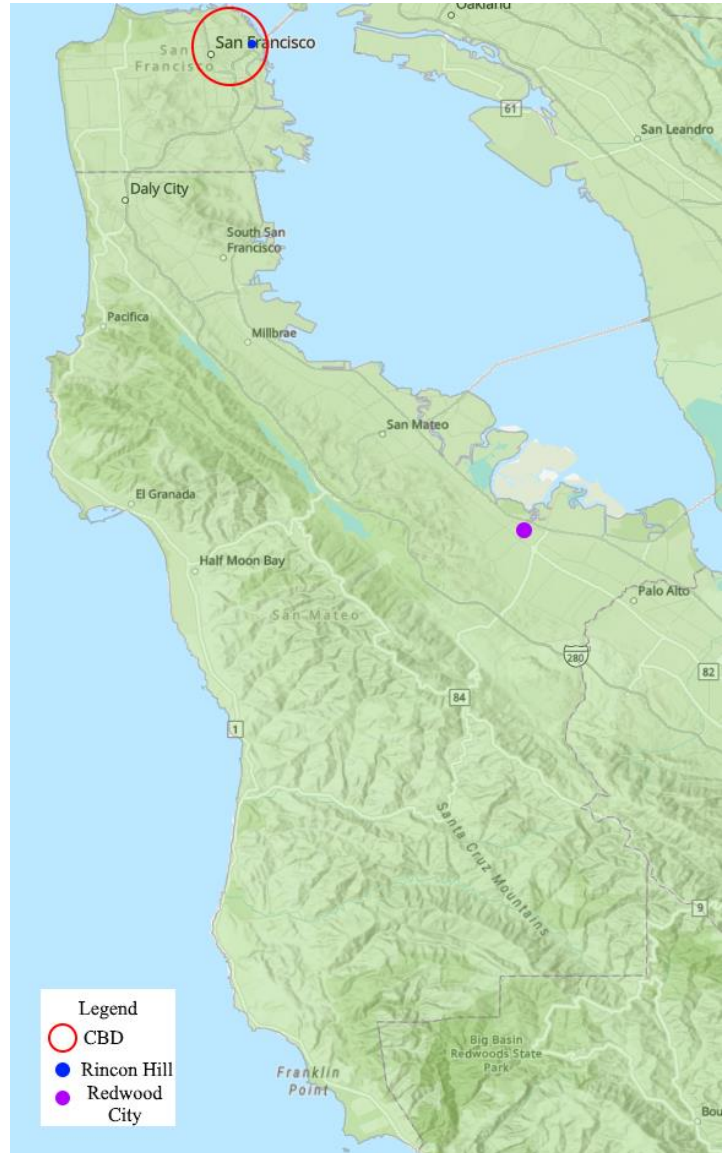 Oakland
San Francisco
San
Francisco
61
San Leandro
Daly City
South San
Francisco
Pacifica
Millbrae
San Mateo
El Granada
Half Moon Bay
San Mateo
Palo Alto
280
82
84
1
Santa Cruz Mountains
9
Big Basin
Redwoods State
Park
Franklin
Point
Bou
Legend
CBD
Rincon Hill
Redwood
City